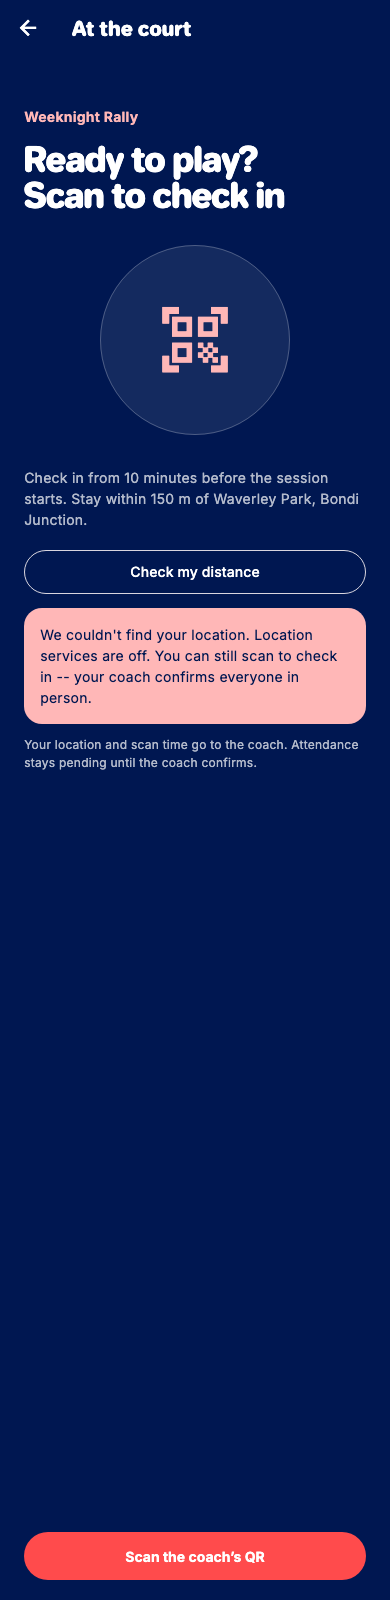 At the court
Weeknight Rally
Ready to play?
Scan to check in
Check in from 10 minutes before the session
starts. Stay within 150 m of Waverley Park, Bondi
Junction.
Check my distance
We couldn't find your location. Location
services are off. You can still scan to check
in -- your coach confirms everyone in
person.
Your location and scan time go to the coach. Attendance
stays pending until the coach confirms.
Scan the coach’s QR